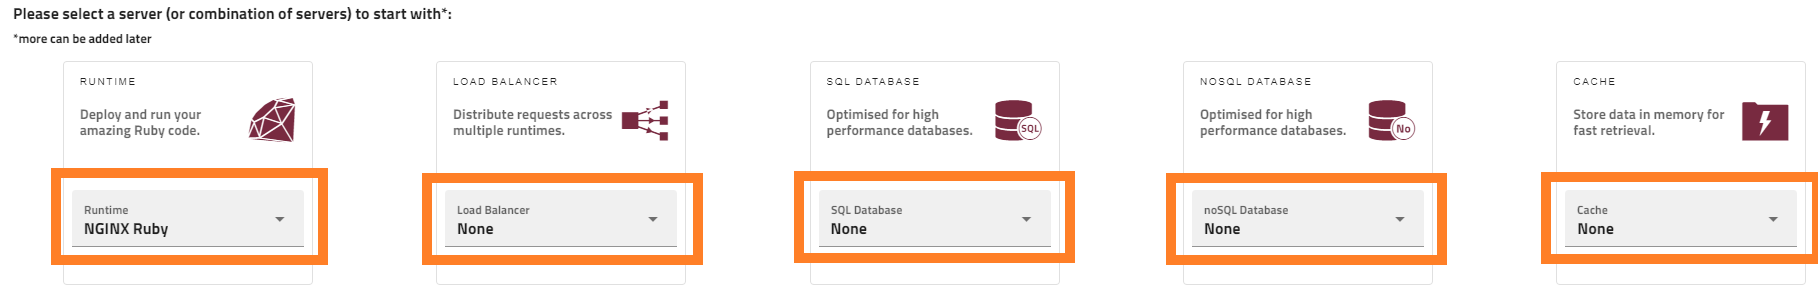 Please select a server (or combination of servers) to start with*:
*more can be added later
RUNTIME
Deploy and run your
amazing Ruby code.
Runtime
NGINX Ruby
LOAD BALANCER
Distribute requests across
multiple runtimes.
Load Balancer
None
SQL DATABASE
Optimised for high
performance databases.
SQL
SQL Database
None
NOSQL DATABASE
Optimised for high
performance databases.
No
noSQL Database
None
CACHE
Store data in memory for
fast retrieval.
Cache
None